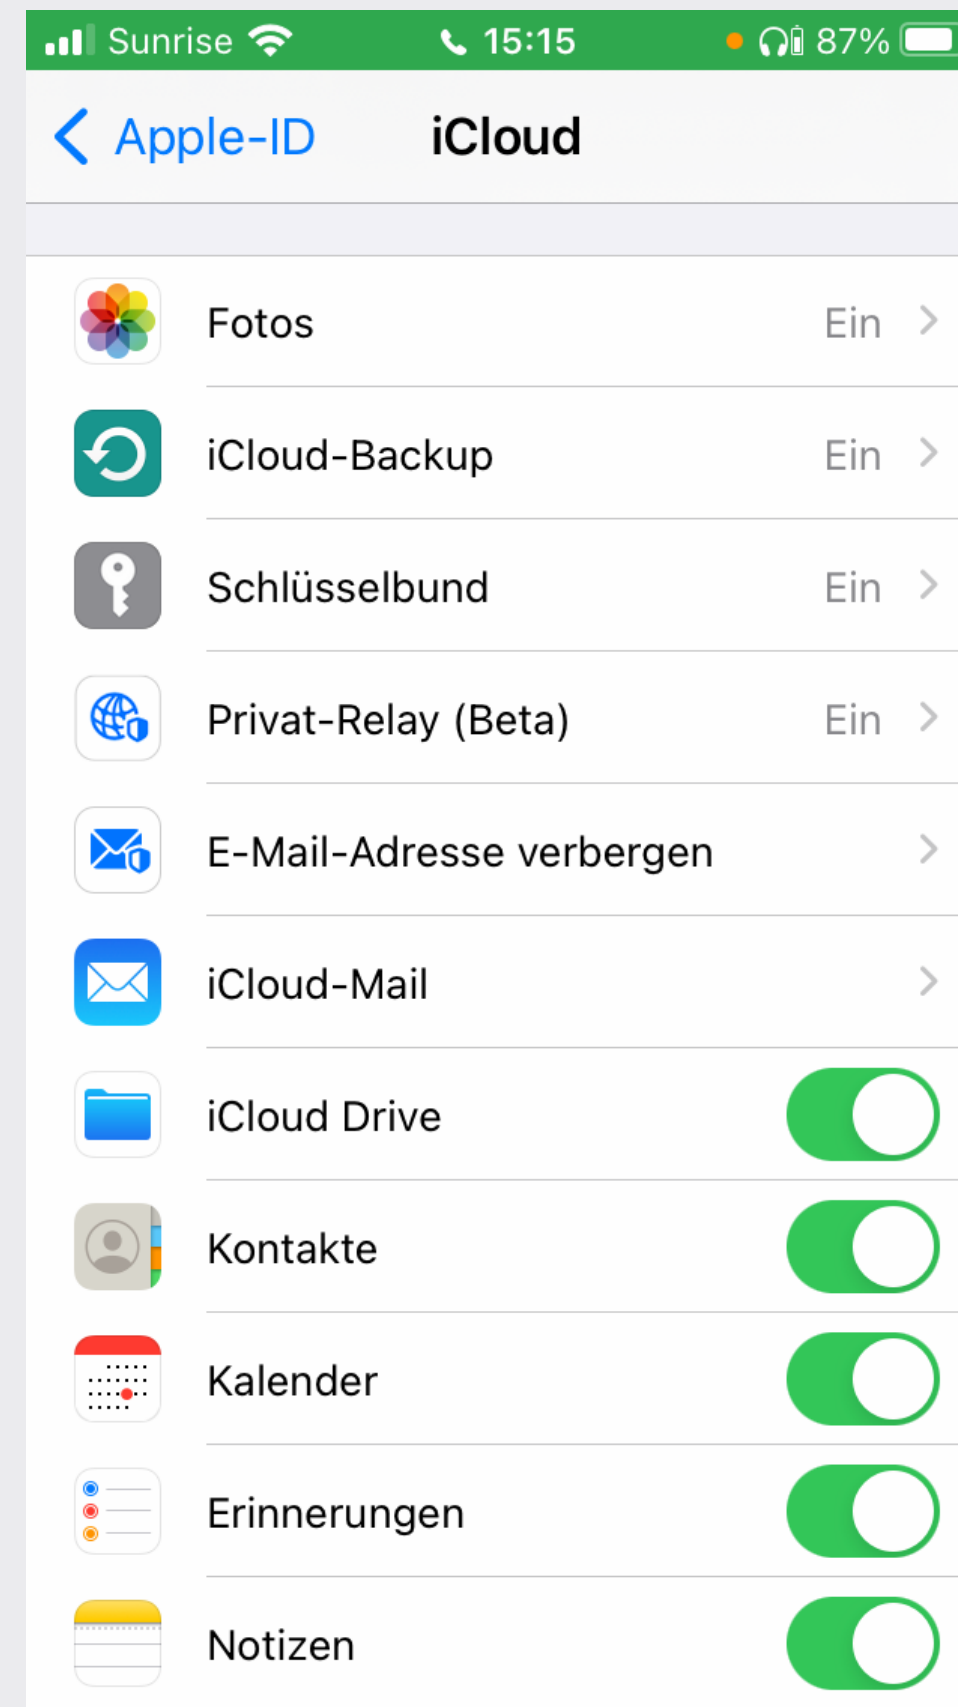 Sunrise 15:15 87%
Apple-ID iCloud
Fotos Ein
iCloud-Backup Ein
Schlüsselbund Ein
Privat-Relay (Beta) Ein
E-Mail-Adresse verbergen
iCloud-Mail
iCloud Drive
Kontakte
Kalender
Erinnerungen
Notizen